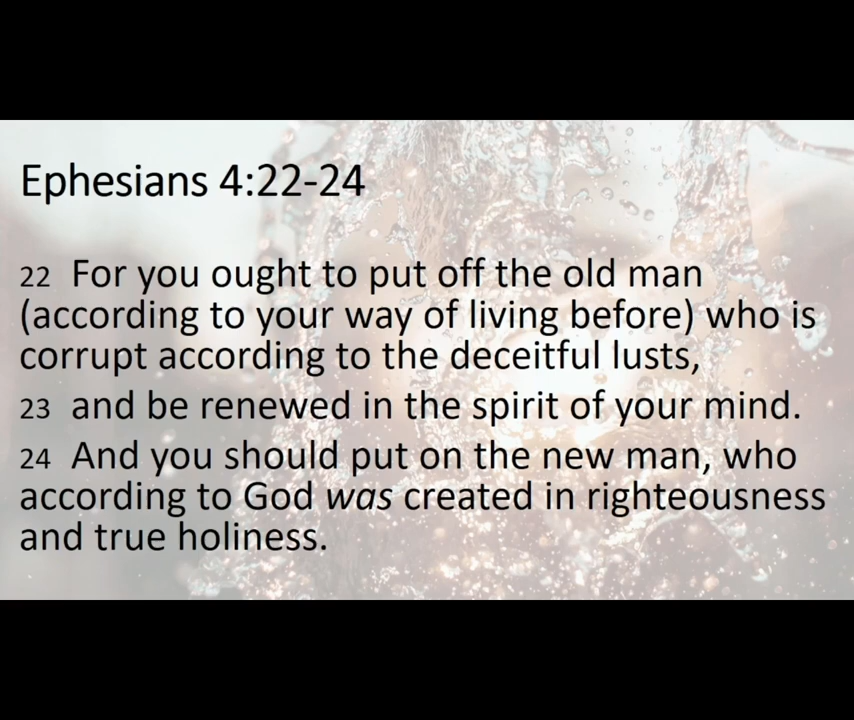 Ephesians 4:22-24
22 For you ought to put off the old man
(according to your way of living before) who is
corrupt according to the deceitful lusts,
23 and be renewed in the spirit of your mind.
24 And you should put on the new man, who
according to God was created in righteousness
and true holiness.